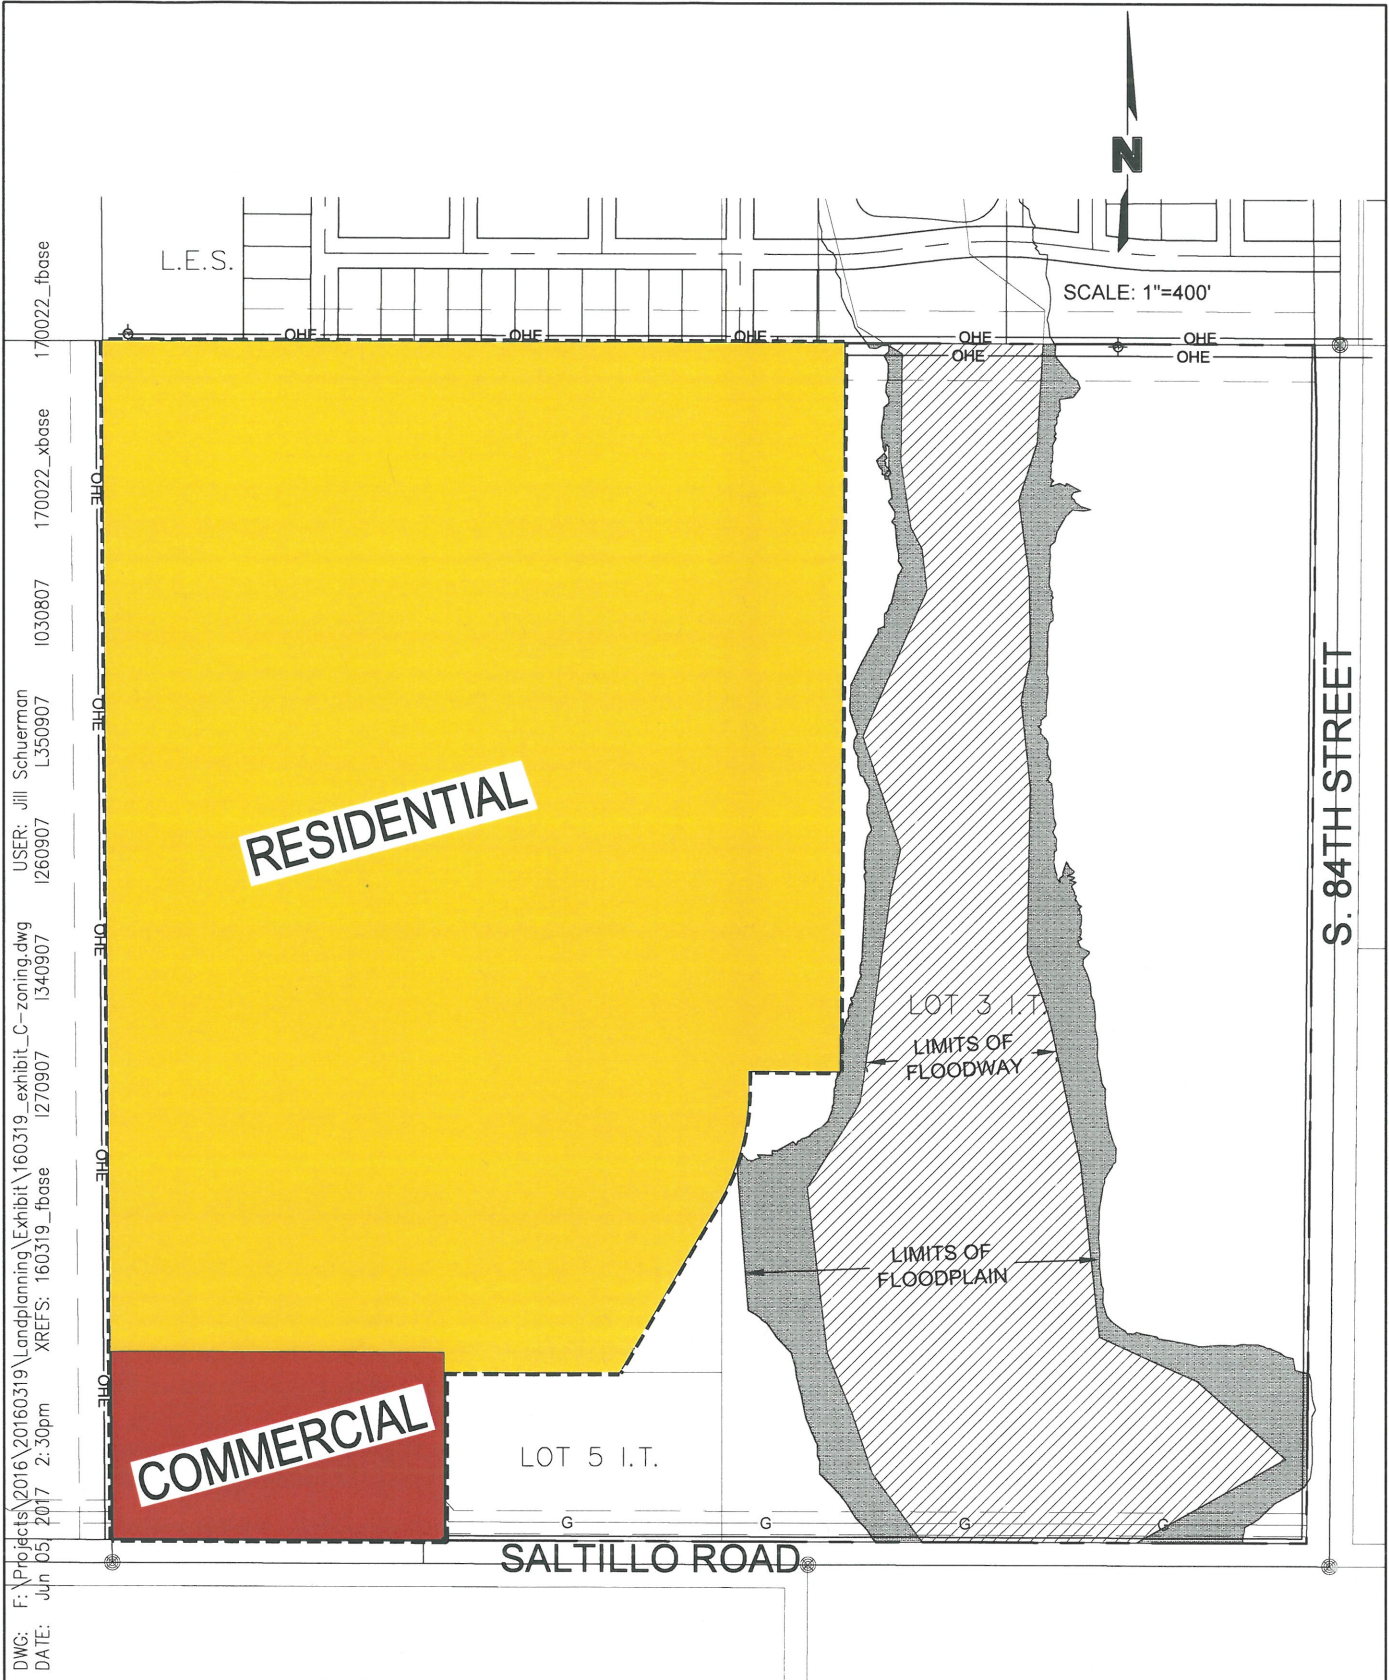 N
L.E.S.
SCALE: 1"=400'
OHE OHE OHE OHE OHE
OHE OHE
OHE
OHE
OHE
OHE
OHE
RESIDENTIAL
S. 84TH STREET
LOT 3 I.T.
LIMITS OF
FLOODWAY
LIMITS OF
FLOODPLAIN
COMMERCIAL
LOT 5 I.T.
G G G G
SALTILLO ROAD
DWG: F:\Projects\2016\20160319\Landplanning\Exhibit\160319_exhibit_C-zoning.dwg USER: Jill Schuerman
DATE: Jun 05, 2017 2:30pm XREFS: 160319_fbase I270907 I340907 I260907 L350907 I030807 170022_xbase 170022_fbase